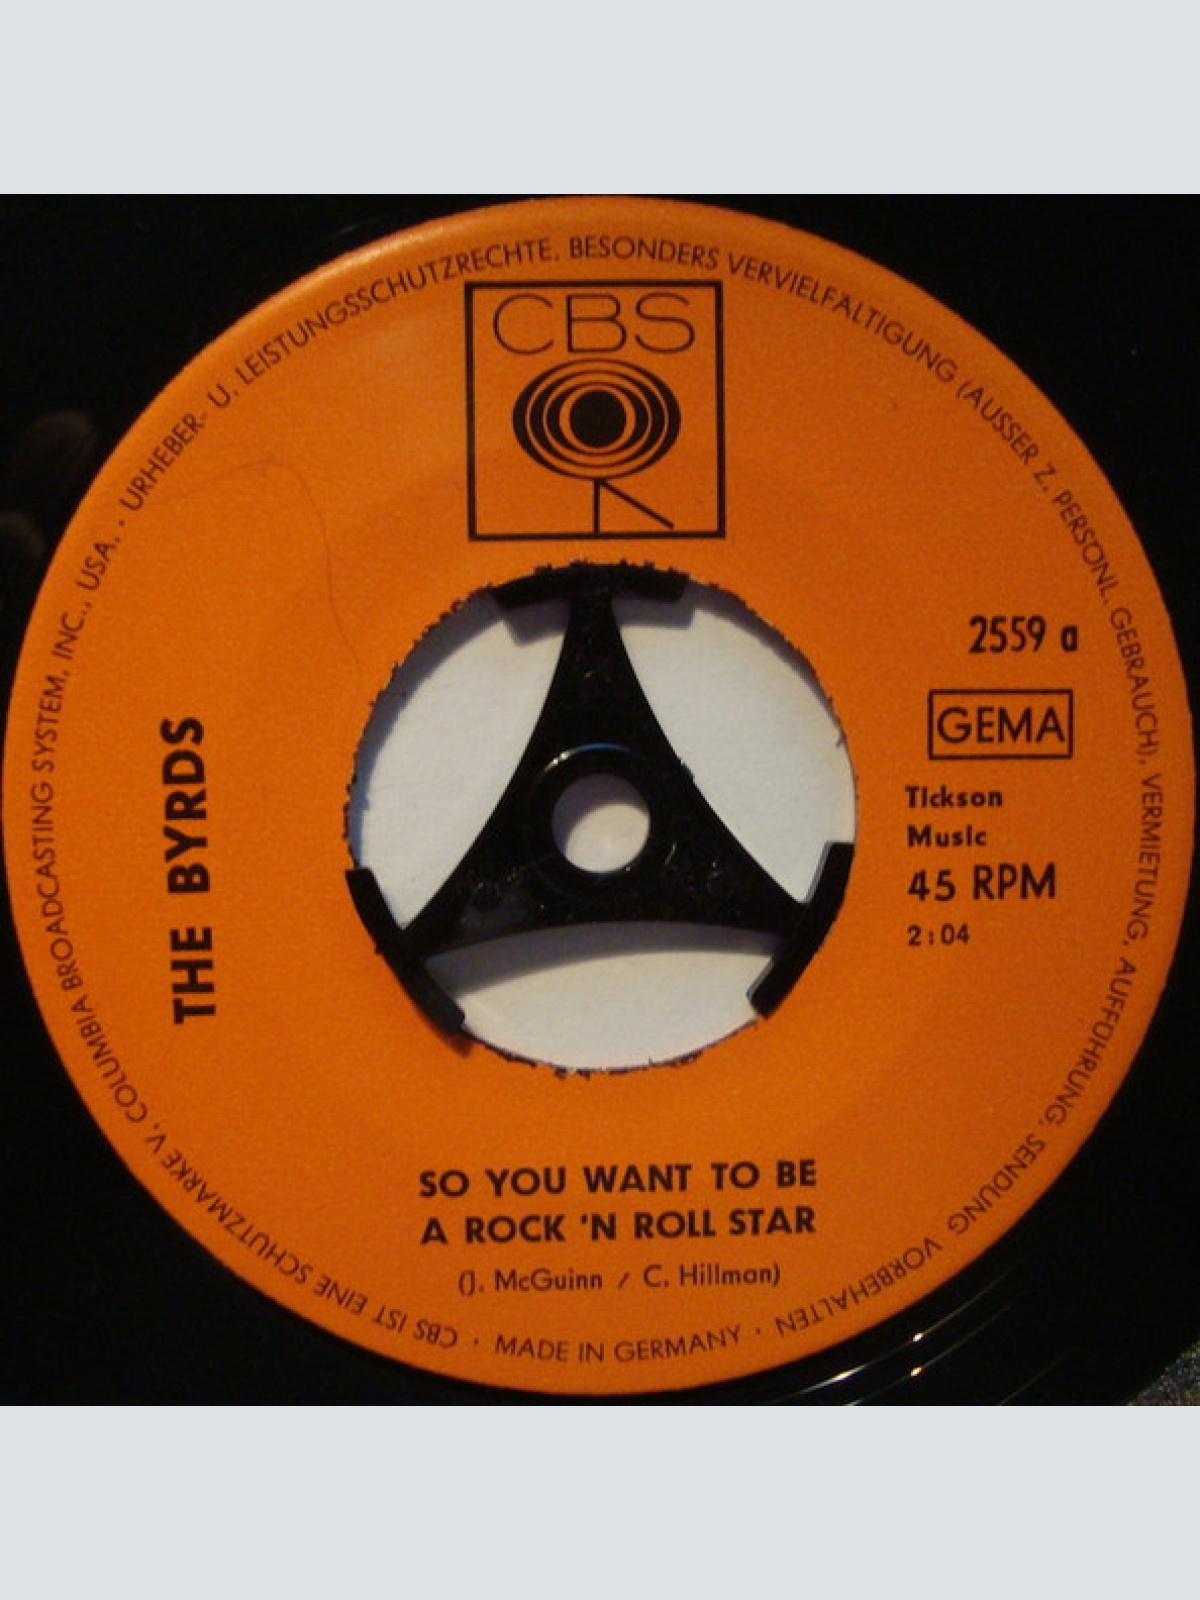 URHEBER- U. LEISTUNGSSCHUTZRECHTE, BESONDERS VERVIELFÄLTIGUNG (AUSSER Z. PERSÖNL. GEBRAUCH), VERMIETUNG, AUFFÜHRUNG, SENDUNG VORBEHALTEN
· MADE IN GERMANY ·
CBS IST EINE SCHUTZMARKE V. COLUMBIA BROADCASTING SYSTEM, INC., USA. ·
CBS
2559 a
GEMA
Tickson
Music
45 RPM
2:04
THE BYRDS
SO YOU WANT TO BE
A ROCK 'N ROLL STAR
(J. McGuinn / C. Hillman)